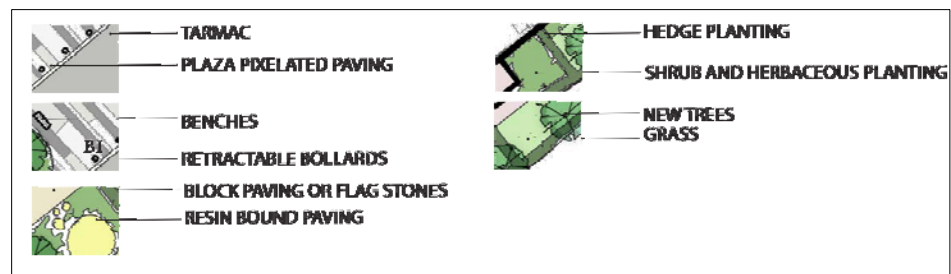 TARMAC
PLAZA PIXELATED PAVING
BENCHES
B1
RETRACTABLE BOLLARDS
BLOCK PAVING OR FLAG STONES
RESIN BOUND PAVING
HEDGE PLANTING
SHRUB AND HERBACEOUS PLANTING
NEW TREES
GRASS